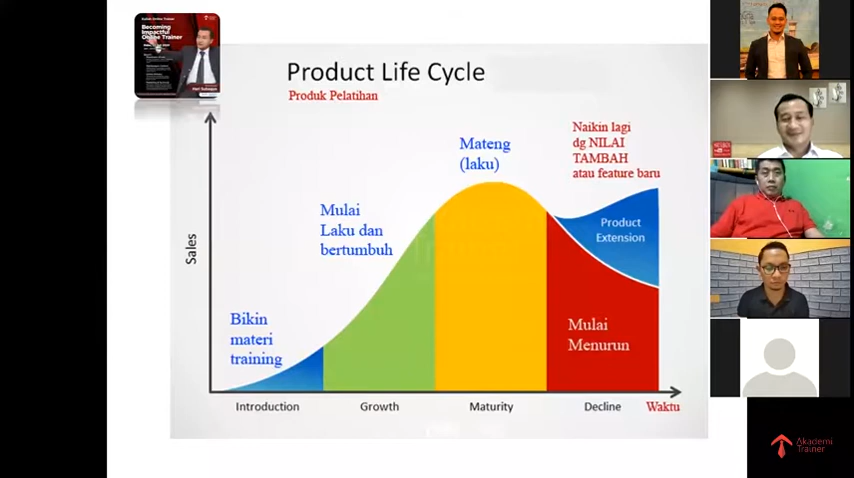 Becoming
Impactful
Online Trainer
Product Life Cycle
Produk Pelatihan
Mateng
(laku)
Naikin lagi
dg NILAI
TAMBAH
atau feature baru
Mulai
Laku dan
bertumbuh
Product
Extension
Sales
Bikin
materi
training
Mulai
Menurun
Introduction
Growth
Maturity
Decline
Waktu
Akademi
Trainer